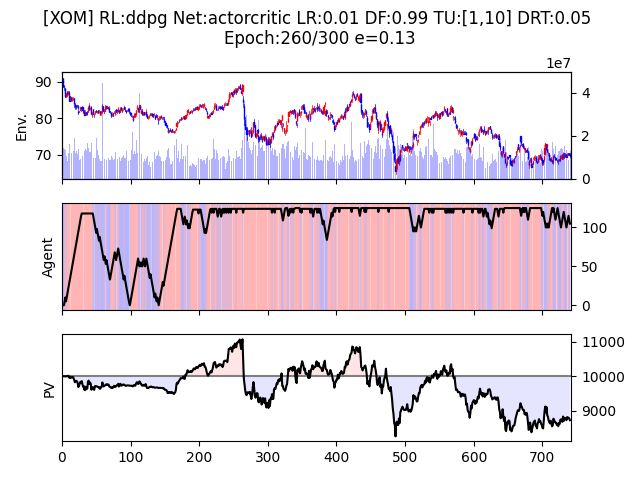 [XOM] RL:ddpg Net:actorcritic LR:0.01 DF:0.99 TU:[1,10] DRT:0.05
Epoch:260/300 e=0.13
1e7
90
80
70
Env.
4
2
0
Agent
100
50
0
PV
11000
10000
9000
0 100 200 300 400 500 600 700